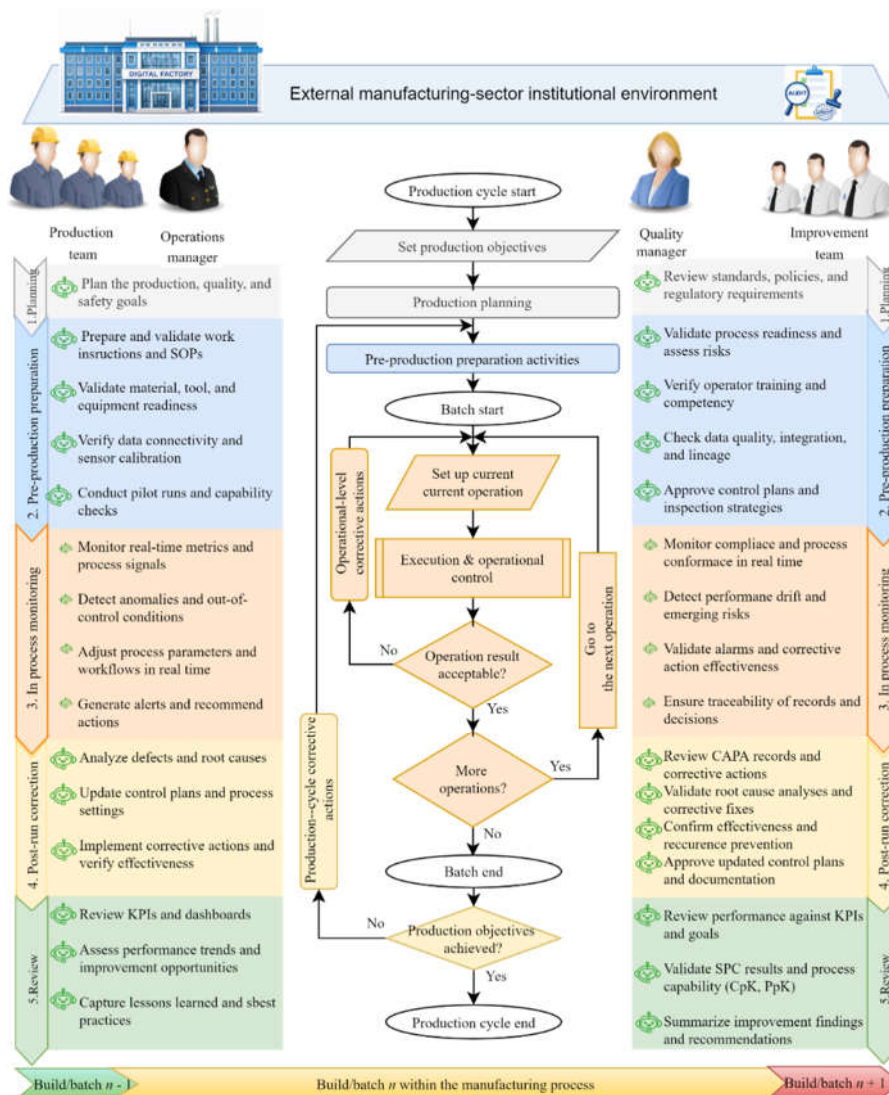 DIGITAL FACTORY
External manufacturing-sector institutional environment
AUDIT
Production
team
Operations
manager
Quality
manager
Improvement
team
1.Planning
Plan the production, quality, and
safety goals
2. Pre-production preparation
Prepare and validate work
insructions and SOPs
Validate material, tool, and
equipment readiness
Verify data connectivity and
sensor calibration
Conduct pilot runs and capability
checks
3. In process monitoring
Monitor real-time metrics and
process signals
Detect anomalies and out-of-
control conditions
Adjust process parameters and
workflows in real time
Generate alerts and recommend
actions
4. Post-run correction
Analyze defects and root causes
Update control plans and process
settings
Implement corrective actions and
verify effectiveness
5.Review
Review KPIs and dashboards
Assess performance trends and
improvement opportunities
Capture lessons learned and sbest
practices
Production cycle start
Set production objectives
Production planning
Pre-production preparation activities
Batch start
Set up current
current operation
Operational-level
corrective actions
Execution & operational
control
Go to
the next operation
No
Operation result
acceptable?
Yes
More
operations?
Yes
No
Production--cycle corrective
actions
Batch end
No
Production objectives
achieved?
Yes
Production cycle end
Review standards, policies, and
regulatory requirements
1.Planning
Validate process readiness and
assess risks
Verify operator training and
competency
Check data quality, integration,
and lineage
Approve control plans and
inspection strategies
2. Pre-production preparation
Monitor compliace and process
conformace in real time
Detect performane drift and
emerging risks
Validate alarms and corrective
action effectiveness
Ensure traceability of records and
decisions
3. In process monitoring
Review CAPA records and
corrective actions
Validate root cause analyses and
corrective fixes
Confirm effectiveness and
reccurence prevention
Approve updated control plans
and documentation
4. Post-run correction
Review performance against KPIs
and goals
Validate SPC results and process
capability (CpK, PpK)
Summarize improvement findings
and recommendations
5.Review
Build/batch n - 1
Build/batch n within the manufacturing process
Build/batch n + 1